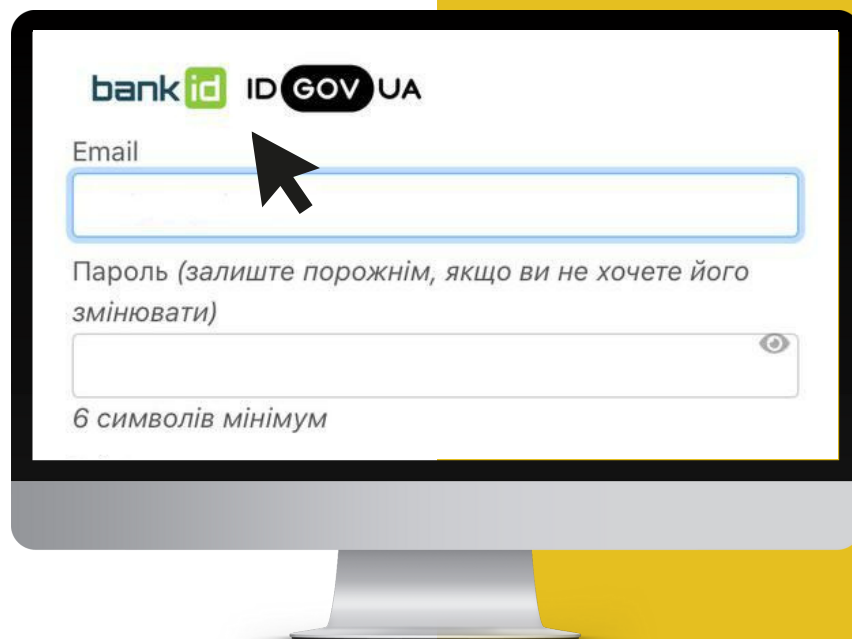 bankid ID GOV UA
Email
Пароль (залиште порожнім, якщо ви не хочете його
змінювати)
6 символів мінімум